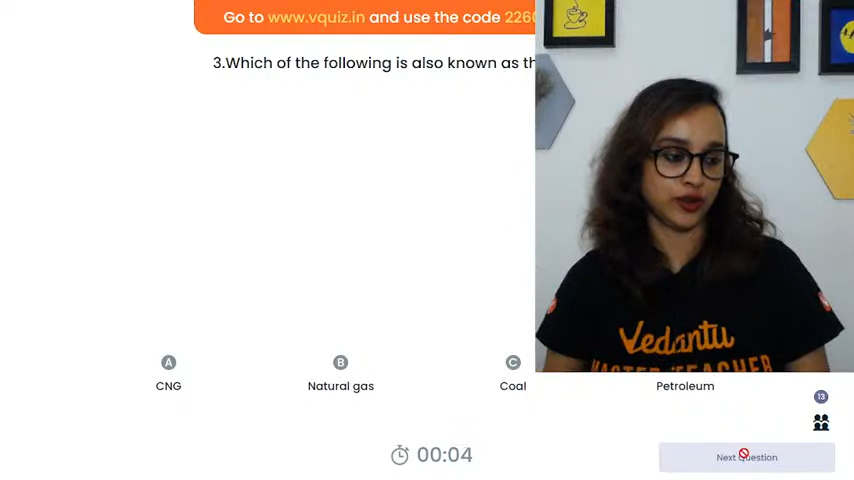 Go to www.vquiz.in and use the code 2260
3.Which of the following is also known as th
A
B
C
CNG
Natural gas
Coal
Petroleum
Vedantu
MASTER TEACHER
13
00:04
Next Question